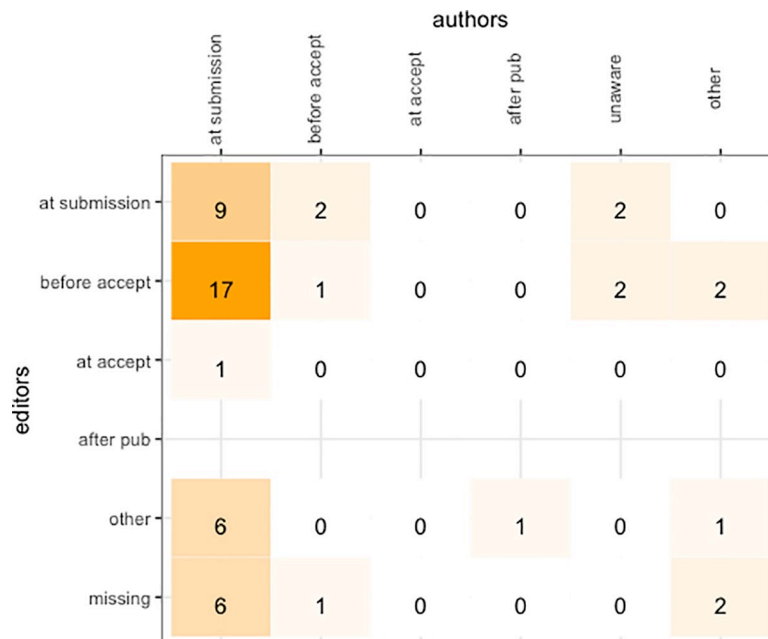 authors
at submission
before accept
at accept
after pub
unaware
other
editors
at submission 9 2 0 0 2 0
before accept 17 1 0 0 2 2
at accept 1 0 0 0 0 0
after pub
other 6 0 0 1 0 1
missing 6 1 0 0 0 2